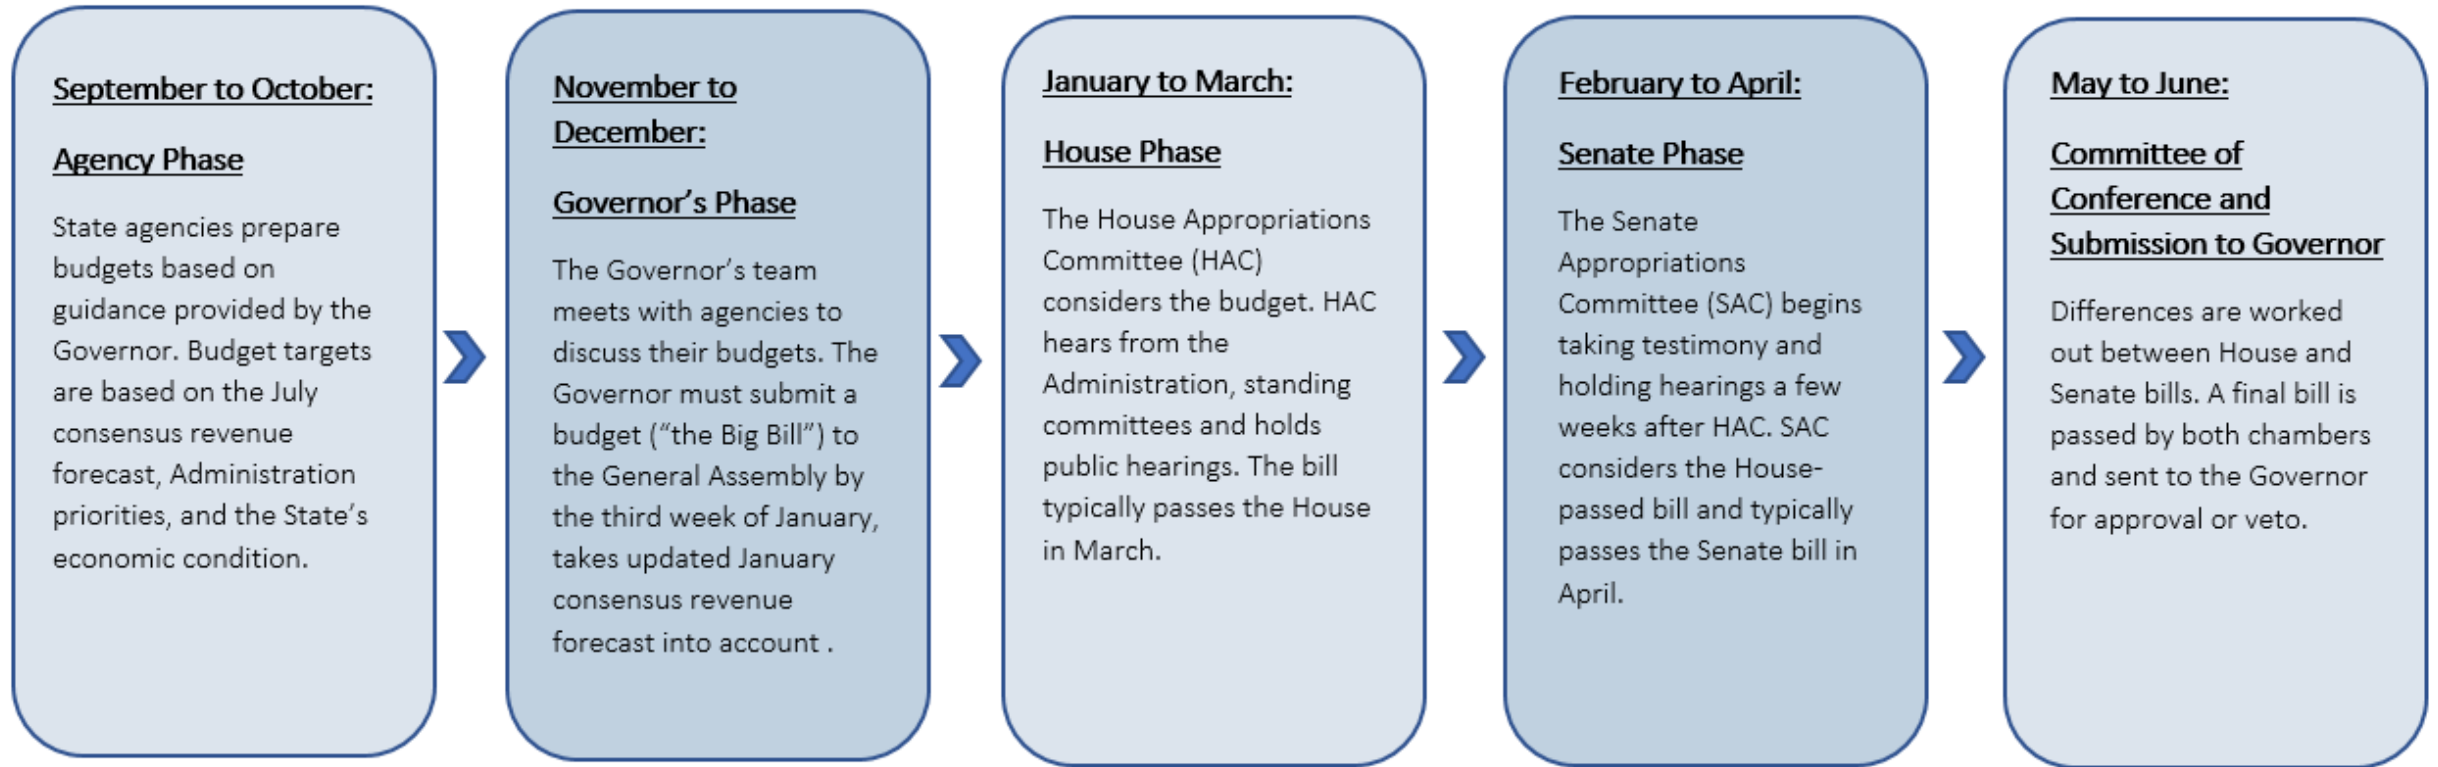 September to October:
Agency Phase
State agencies prepare
budgets based on
guidance provided by the
Governor. Budget targets
are based on the July
consensus revenue
forecast, Administration
priorities, and the State’s
economic condition.
November to
December:
Governor’s Phase
The Governor’s team
meets with agencies to
discuss their budgets. The
Governor must submit a
budget (“the Big Bill”) to
the General Assembly by
the third week of January,
takes updated January
consensus revenue
forecast into account .
January to March:
House Phase
The House Appropriations
Committee (HAC)
considers the budget. HAC
hears from the
Administration, standing
committees and holds
public hearings. The bill
typically passes the House
in March.
February to April:
Senate Phase
The Senate
Appropriations
Committee (SAC) begins
taking testimony and
holding hearings a few
weeks after HAC. SAC
considers the House-
passed bill and typically
passes the Senate bill in
April.
May to June:
Committee of
Conference and
Submission to Governor
Differences are worked
out between House and
Senate bills. A final bill is
passed by both chambers
and sent to the Governor
for approval or veto.